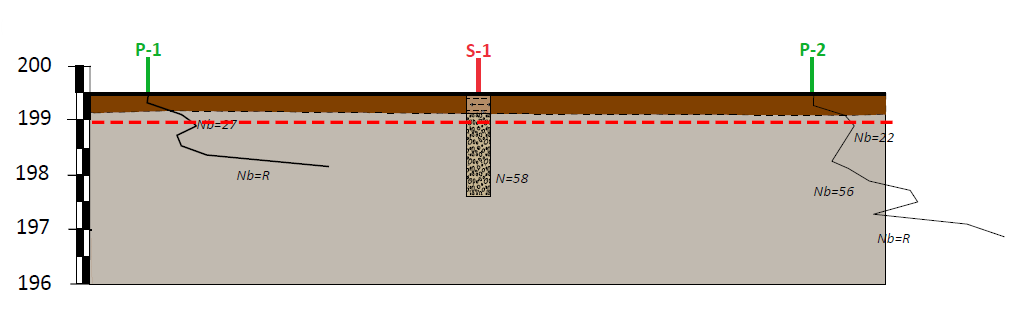 P-1
S-1
P-2
200
199
198
197
196
Nb=27
Nb=R
N=58
Nb=22
Nb=56
Nb=R